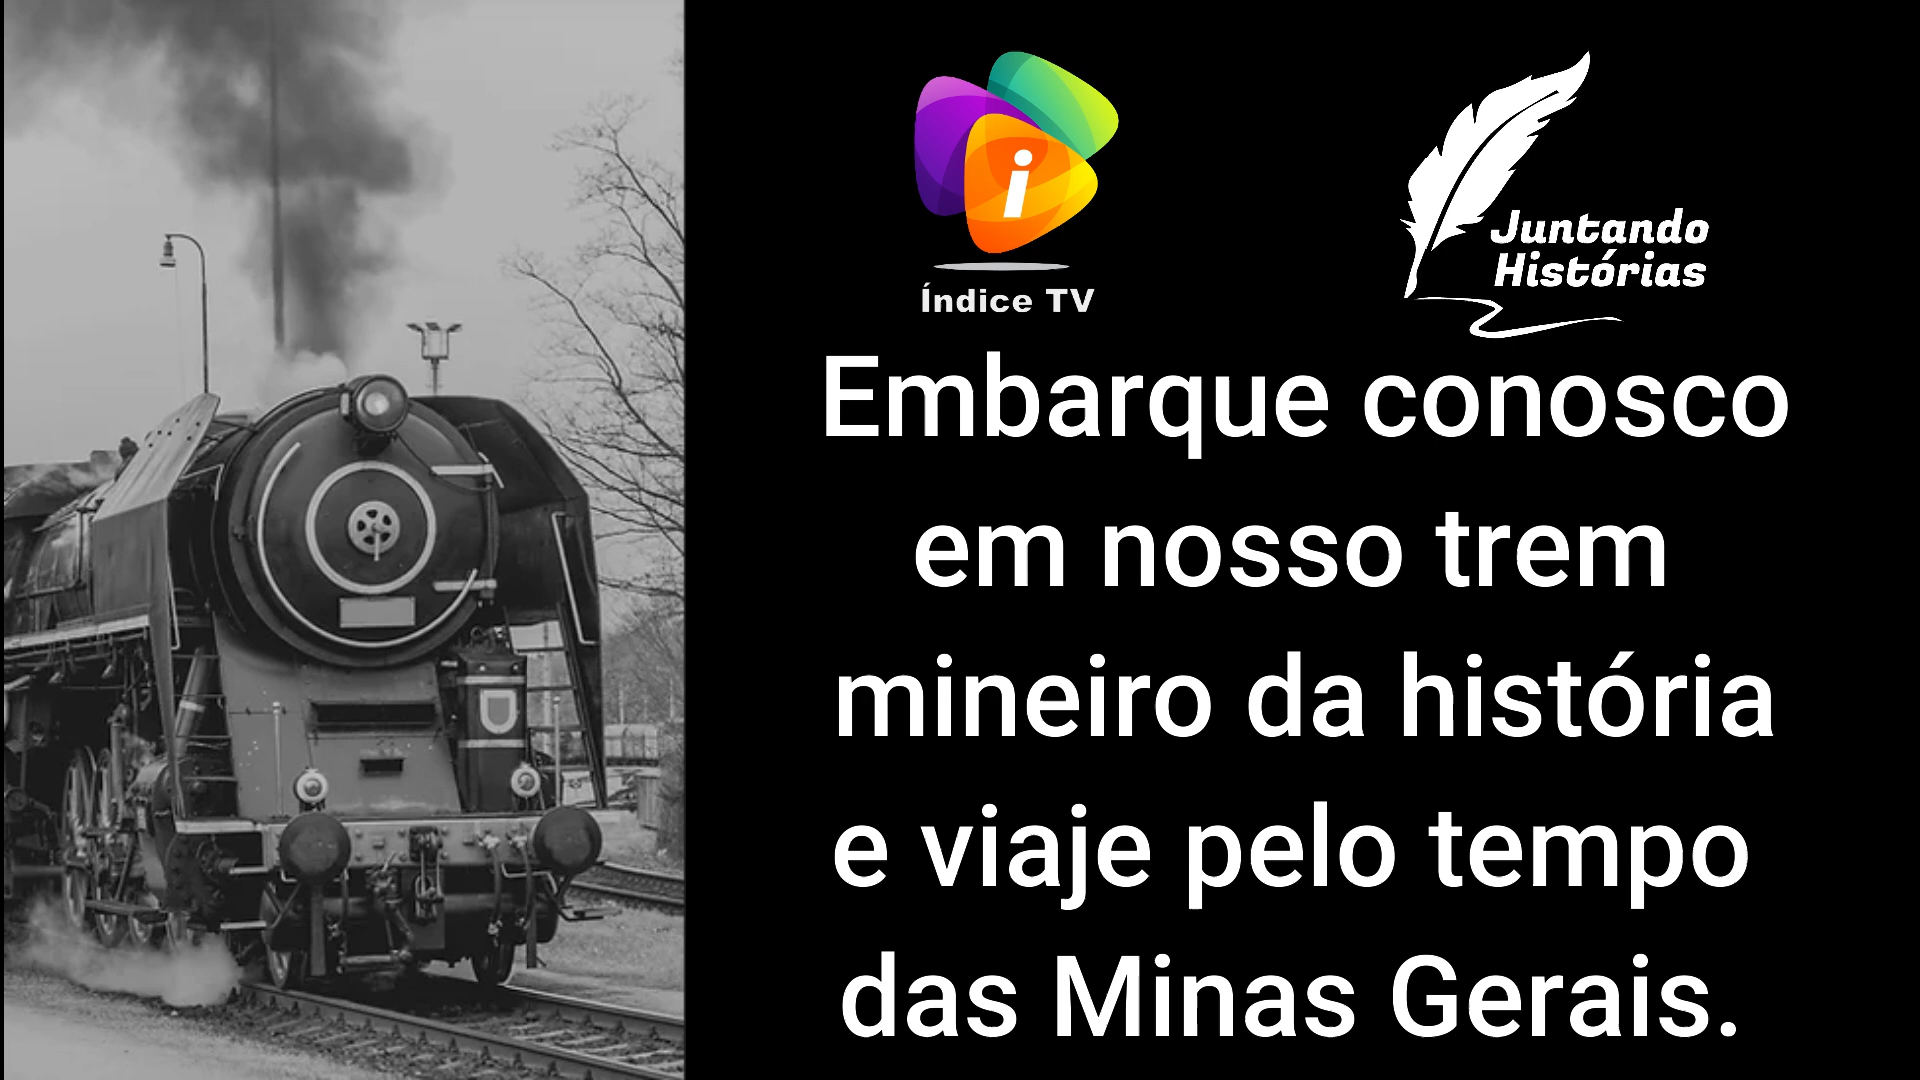 i
Índice TV
Juntando
Histórias
Embarque conosco
em nosso trem
mineiro da história
e viaje pelo tempo
das Minas Gerais.